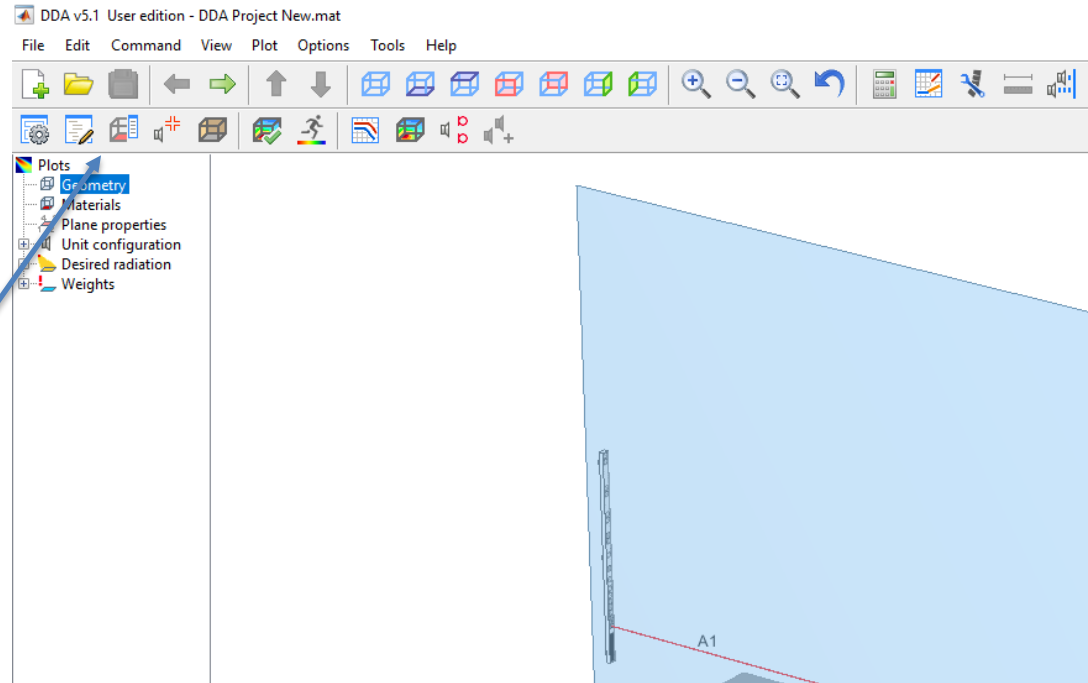 DDA v5.1 User edition - DDA Project New.mat
File Edit Command View Plot Options Tools Help
Plots
Geometry
Materials
Plane properties
Unit configuration
Desired radiation
Weights
A1